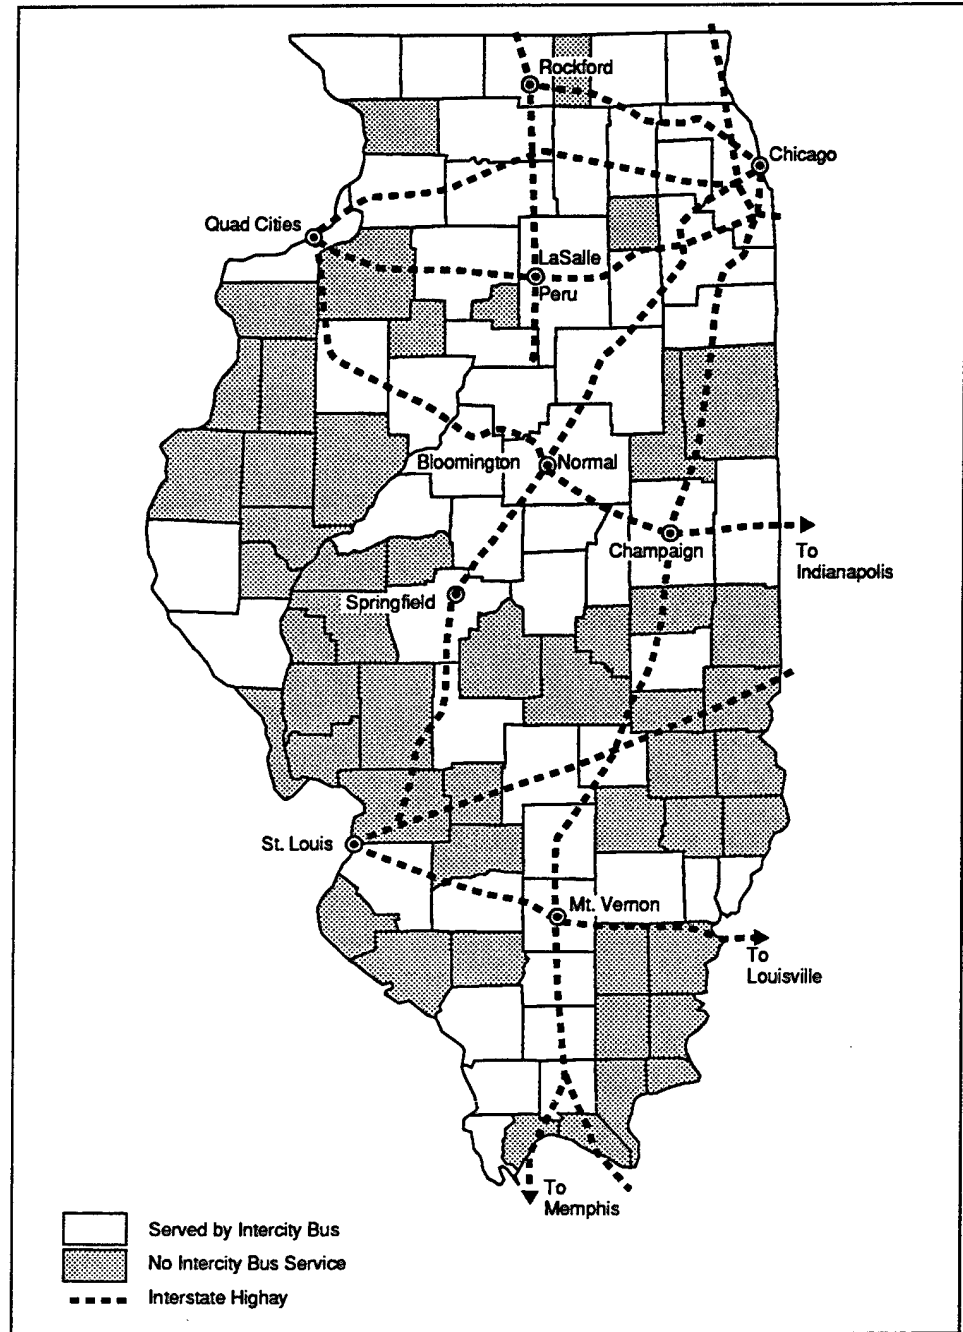 Rockford
Chicago
Quad Cities
LaSalle
Peru
Bloomington
Normal
Champaign
To
Indianapolis
Springfield
St. Louis
Mt. Vernon
To
Louisville
To
Memphis
Served by Intercity Bus
No Intercity Bus Service
Interstate Highay